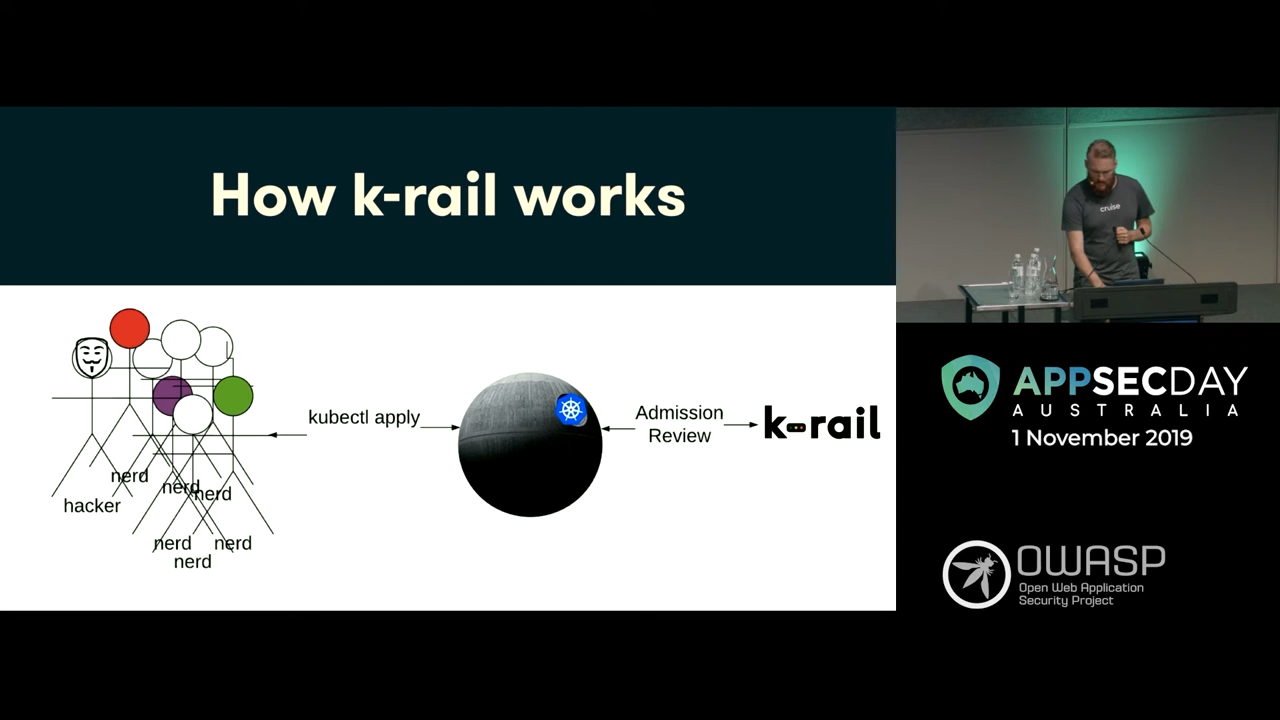 How k-rail works
kubectl apply
Admission
Review
k-rail
nerd
nerd
nerd
hacker
nerd
nerd
nerd
cruise
APPSECDAY
AUSTRALIA
1 November 2019
OWASP
Open Web Application
Security Project